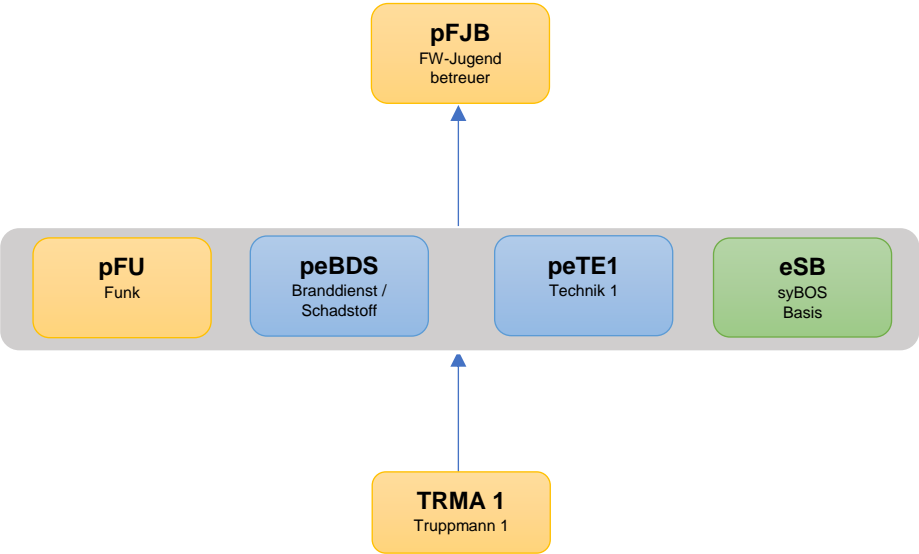 pFJB
FW-Jugend
betreuer
pFU
Funk
peBDS
Branddienst /
Schadstoff
peTE1
Technik 1
eSB
syBOS
Basis
TRMA 1
Truppmann 1